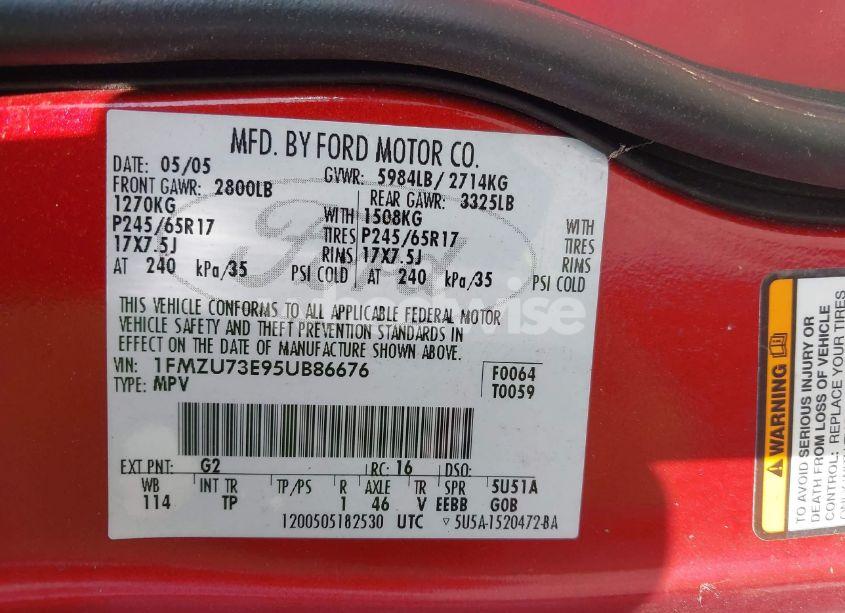 MFD. BY FORD MOTOR CO.
DATE: 05/05 GVWR: 5984LB/ 2714KG
FRONT GAWR: 2800LB REAR GAWR: 3325LB
1270KG WITH 1508KG WITH
P245/65R17 TIRES P245/65R17 TIRES
17X7.5J RIMS 17X7.5J RIMS
AT 240 kPa/35 PSI COLD AT 240 kPa/35 PSI COLD
Ford
THIS VEHICLE CONFORMS TO ALL APPLICABLE FEDERAL MOTOR
VEHICLE SAFETY AND THEFT PREVENTION STANDARDS IN
EFFECT ON THE DATE OF MANUFACTURE SHOWN ABOVE.
VIN: 1FMZU73E95UB86676 F0064
TYPE: MPV T0059
EXT PNT: G2 RC: 16 DSO:
WB INT TR TP/PS R AXLE TR SPR 5U51A
114 TP 1 46 V EEBB GOB
1200505182530 UTC ▽5U5A-1520472-BA
WARNING
TO AVOID SERIOUS INJURY OR
DEATH FROM LOSS OF VEHICLE
CONTROL: REPLACE YOUR TIRES